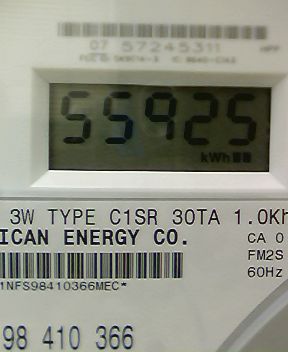 07 57245311
55925
kWh
3W TYPE C1SR 30TA 1.0Kh
ICAN ENERGY CO.
CA 0
FM2S
60Hz
1NFS98410366MEC*
98 410 366